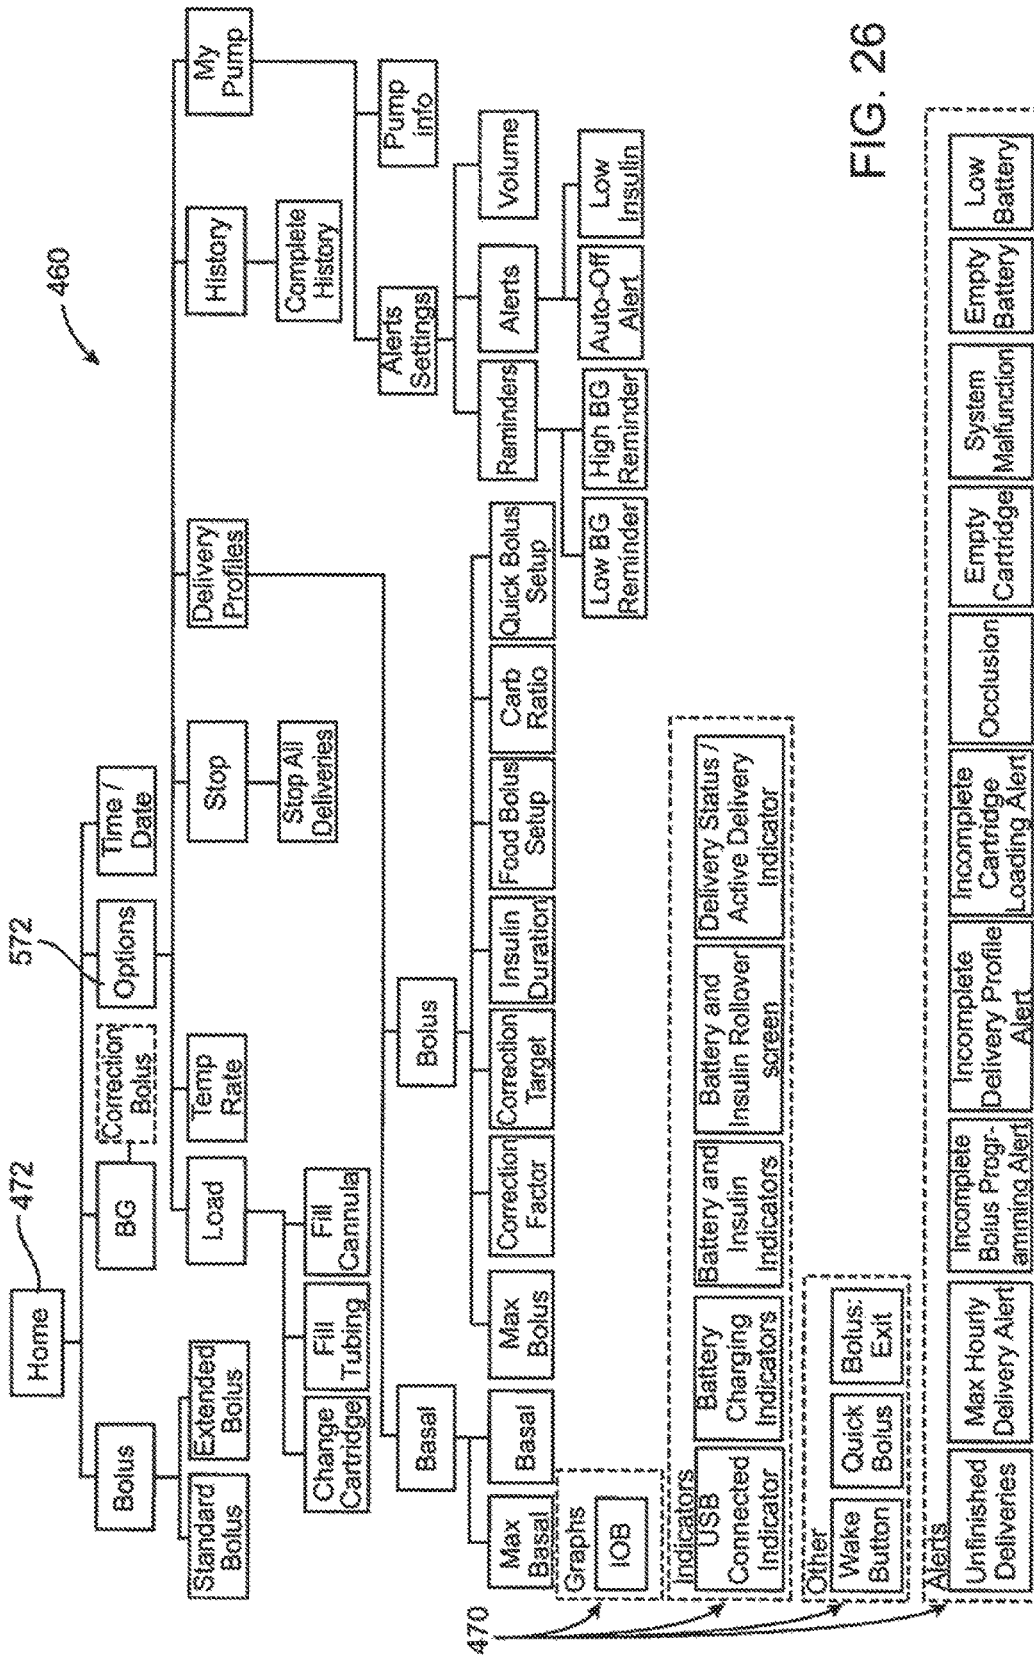 Home
472
572
460
Bolus
BG
Correction
Bolus
Options
Time /
Date
Standard
Bolus
Extended
Bolus
Load
Temp
Rate
Stop
Delivery
Profiles
History
My
Pump
Change
Cartridge
Fill
Tubing
Fill
Cannula
Stop All
Deliveries
Complete
History
Basal
Bolus
Alerts
Settings
Pump
info
Max
Basal
Basal
Max
Bolus
Correction
Factor
Correction
Target
Insulin
Duration
Food Bolus
Setup
Carb
Ratio
Quick Bolus
Setup
Reminders
Alerts
Volume
Low BG
Reminder
High BG
Reminder
Auto-Off
Alert
Low
Insulin
470
Graphs
IOB
Indicators
USB
Connected
Indicator
Battery
Charging
Indicators
Battery and
Insulin
Indicators
Battery and
Insulin Rollover
screen
Delivery Status /
Active Delivery
Indicator
Other
Wake
Button
Quick
Bolus
Bolus:
Exit
Alerts
Unfinished
Deliveries
Max Hourly
Delivery Alert
Incomplete
Bolus Progr-
amming Alert
Incomplete
Delivery Profile
Alert
Incomplete
Cartridge
Loading Alert
Occlusion
Empty
Cartridge
System
Malfunction
Empty
Battery
Low
Battery
FIG. 26